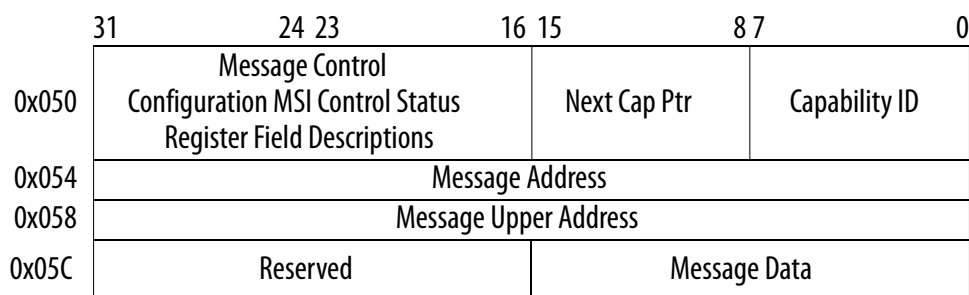 31 24 23 16 15 8 7 0
Message Control
0x050 Configuration MSI Control Status Next Cap Ptr Capability ID
Register Field Descriptions
0x054 Message Address
0x058 Message Upper Address
0x05C Reserved Message Data